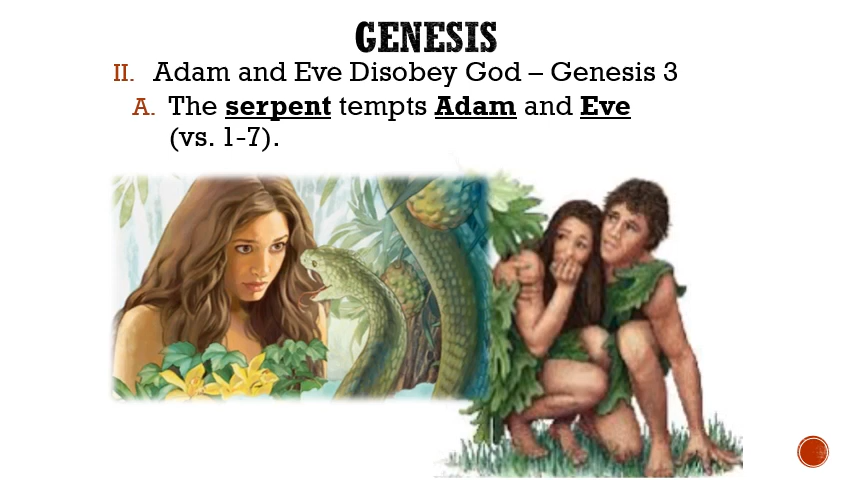 GENESIS
II. Adam and Eve Disobey God – Genesis 3
A. The serpent tempts Adam and Eve
(vs. 1-7).